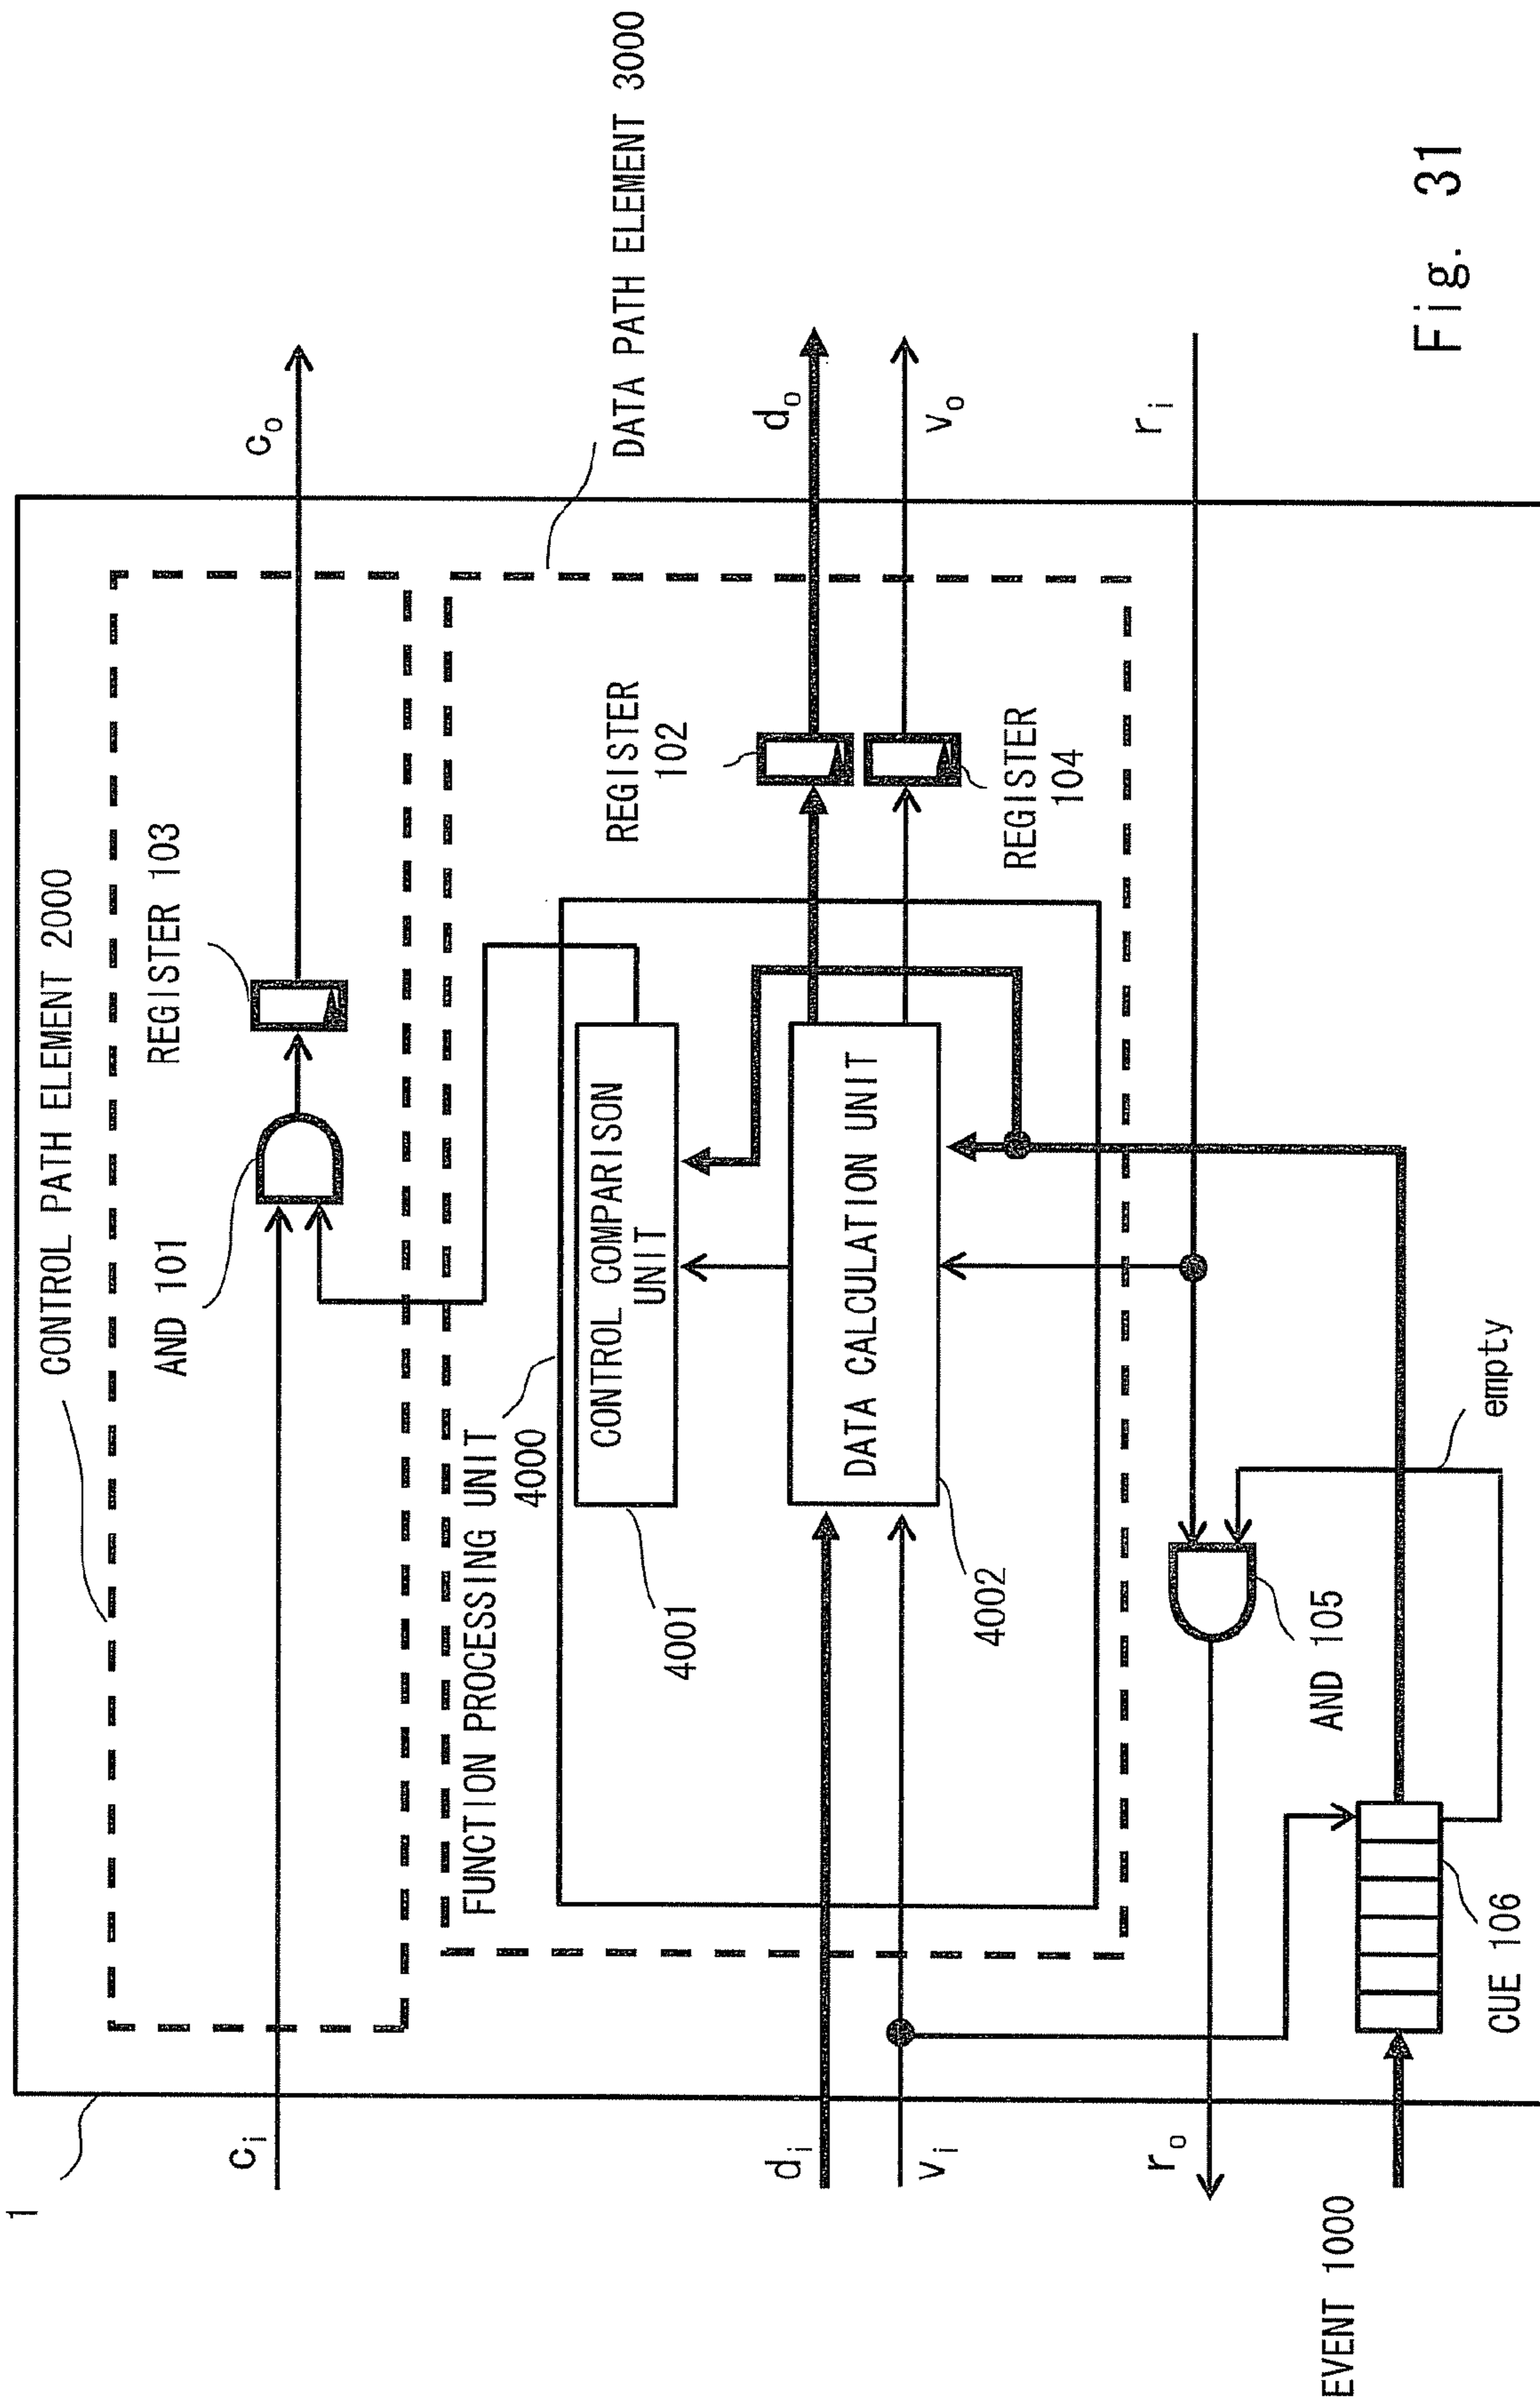 1
CONTROL PATH ELEMENT 2000
AND 101
REGISTER 103
c_i
c_o
FUNCTION PROCESSING UNIT
4000
DATA PATH ELEMENT 3000
CONTROL COMPARISON
UNIT
4001
DATA CALCULATION UNIT
4002
REGISTER
102
REGISTER
104
d_i
v_i
d_o
v_o
r_o
r_i
AND 105
empty
EVENT 1000
CUE 106
Fig. 31